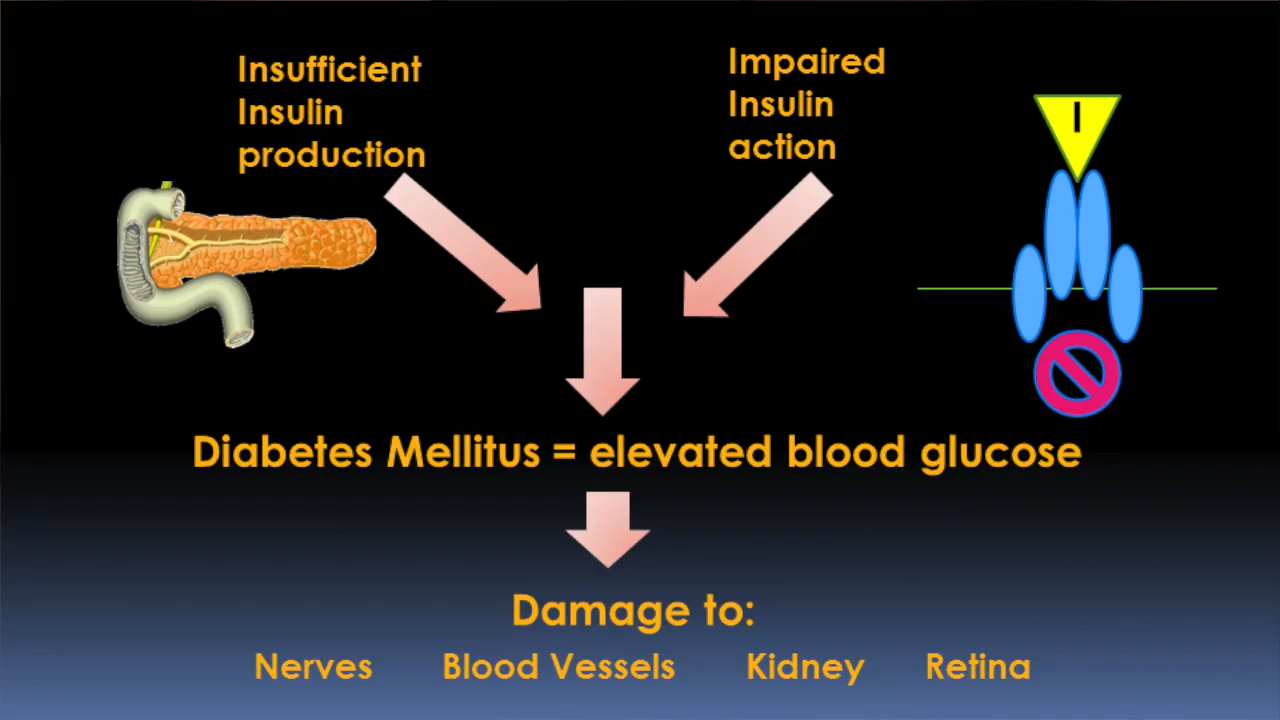 Insufficient
Insulin
production
Impaired
Insulin
action
I
Diabetes Mellitus = elevated blood glucose
Damage to:
Nerves Blood Vessels Kidney Retina